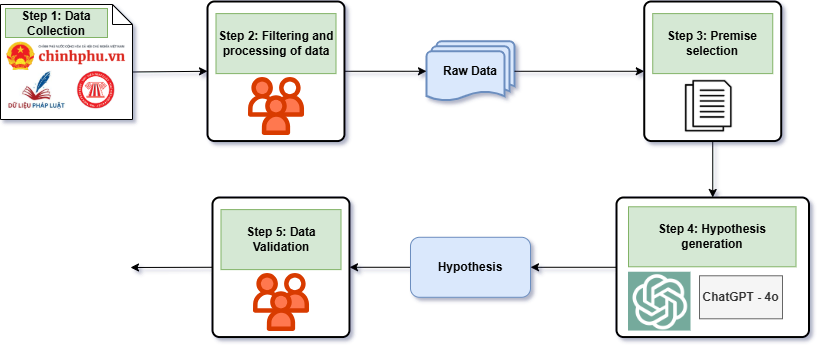 Step 1: Data
Collection
chinhphu.vn
DỮ LIỆU PHÁP LUẬT
Step 2: Filtering and
processing of data
Raw Data
Step 3: Premise
selection
Step 4: Hypothesis
generation
ChatGPT - 4o
Hypothesis
Step 5: Data
Validation